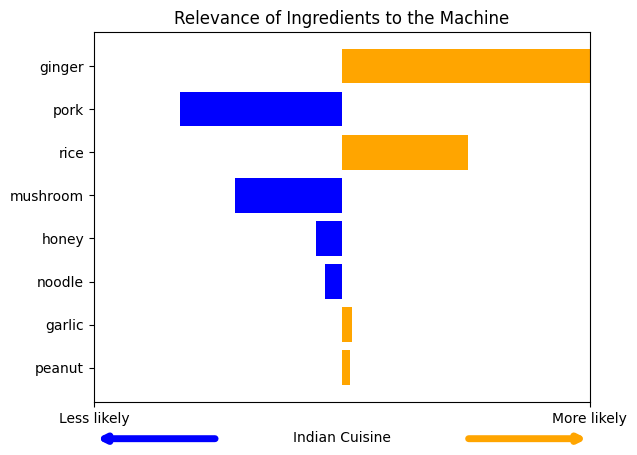 Relevance of Ingredients to the Machine
ginger
pork
rice
mushroom
honey
noodle
garlic
peanut
Less likely
More likely
Indian Cuisine